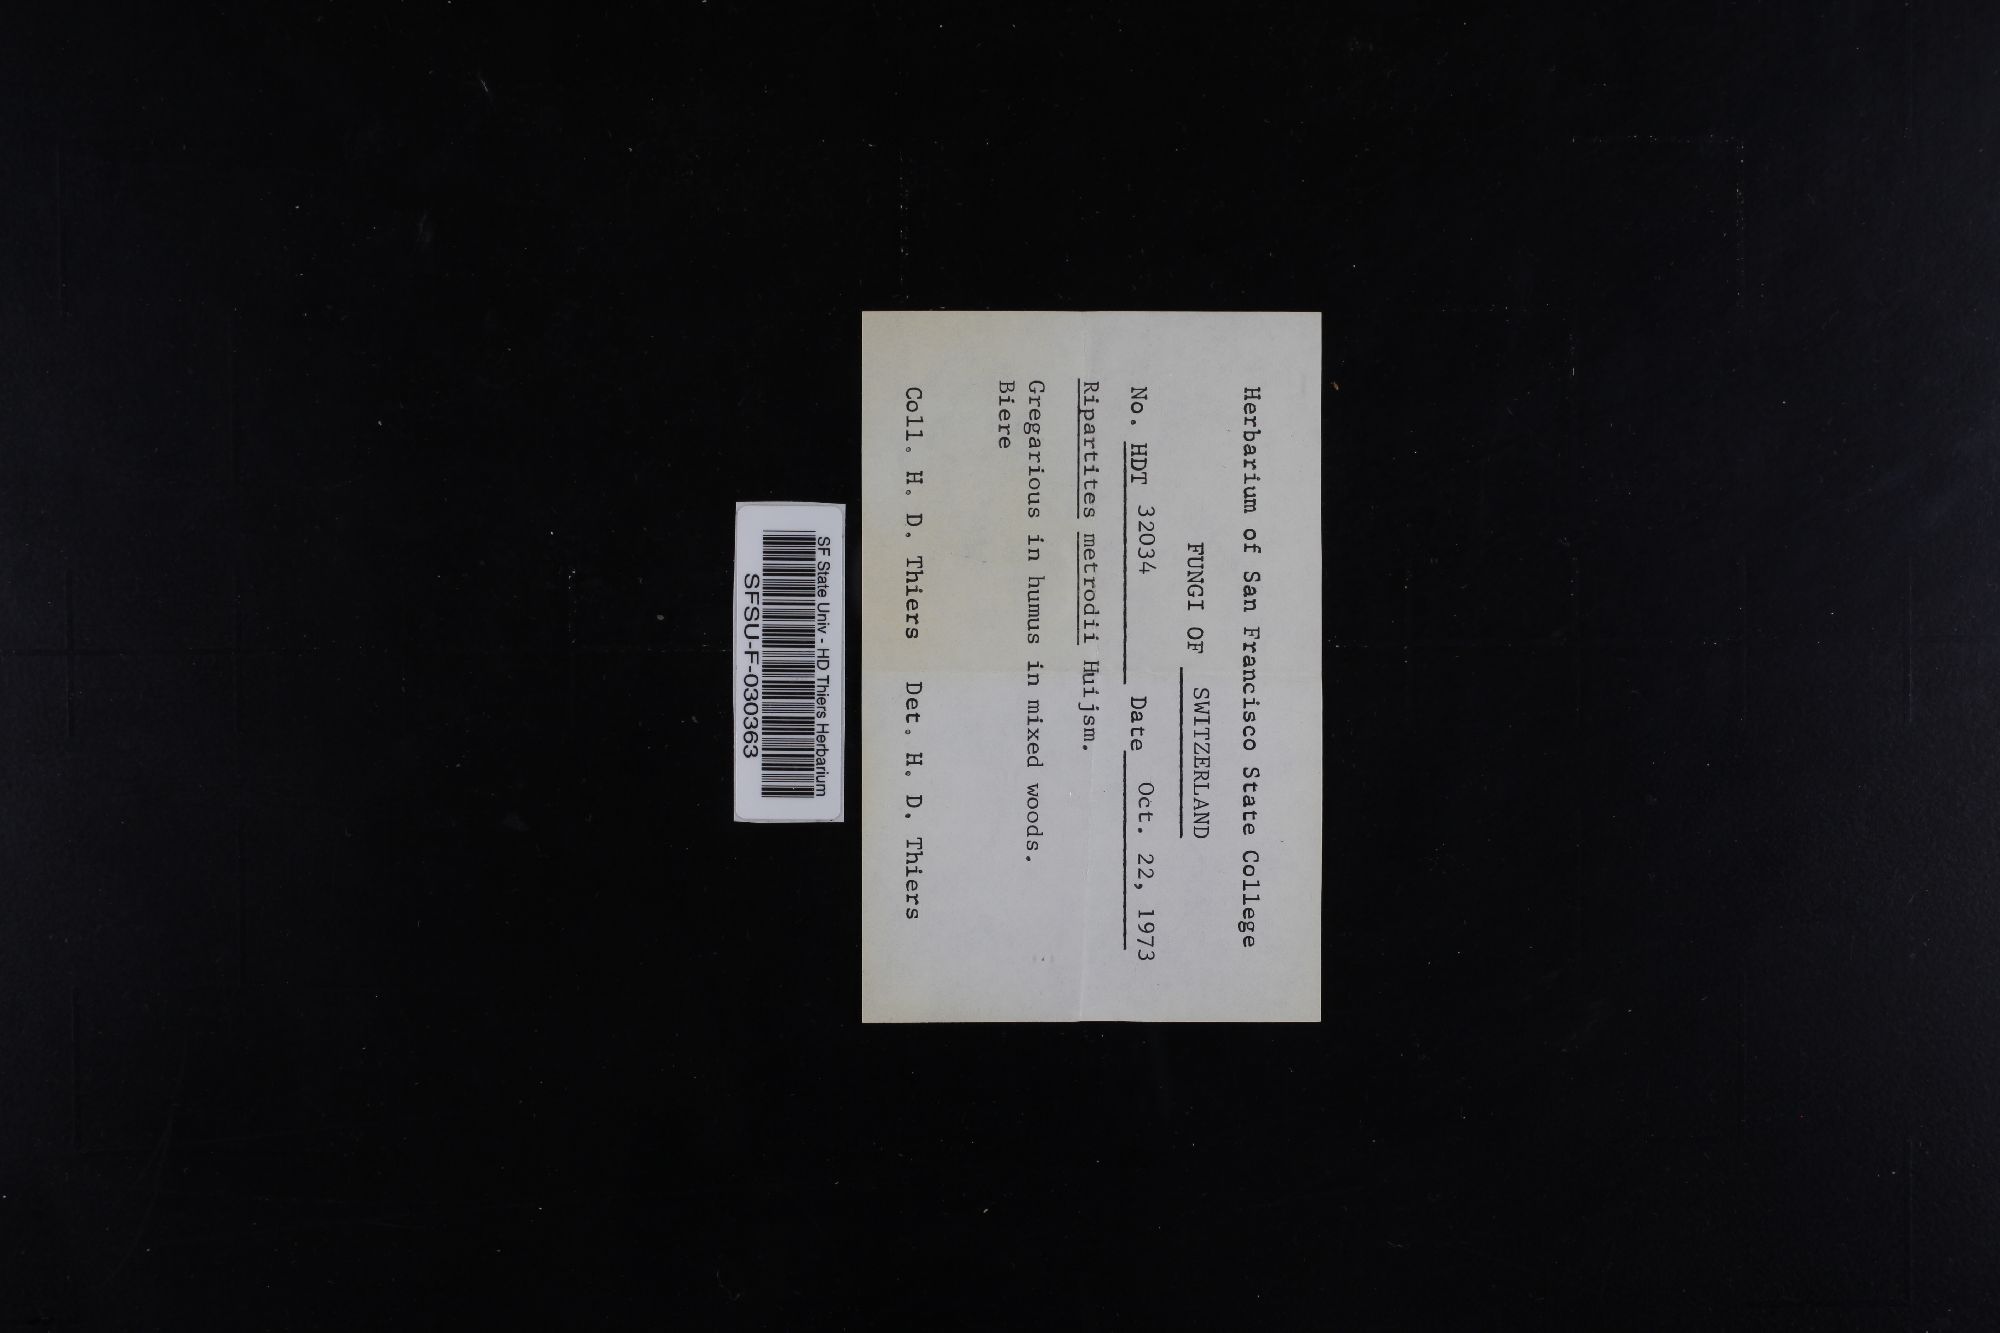 Herbarium of San Francisco State College
FUNGI OF SWITZERLAND
No. HDT 32034 Date Oct. 22, 1973
Ripartites metrodii Huijsm.
Gregarious in humus in mixed woods.
Biere
Coll. H. D. Thiers Det. H. D. Thiers
SF State Univ - HD Thiers Herbarium
SFSU-F-030363